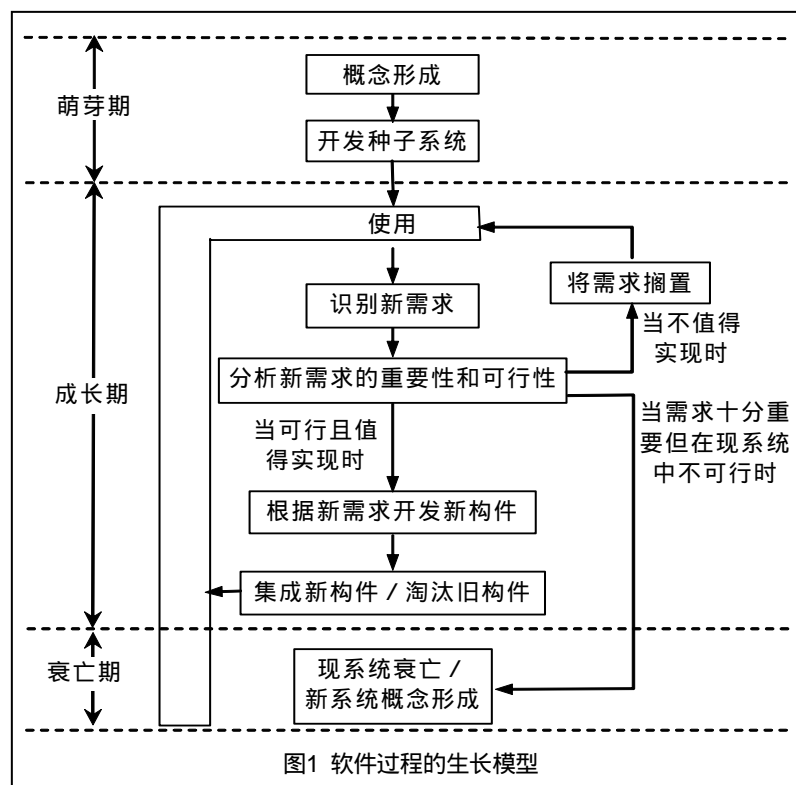 概念形成
萌芽期
开发种子系统
使用
识别新需求
将需求搁置
当不值得
实现时
分析新需求的重要性和可行性
成长期
当可行且值
得实现时
当需求十分重
要但在现系统
中不可行时
根据新需求开发新构件
集成新构件 / 淘汰旧构件
衰亡期
现系统衰亡 /
新系统概念形成
图1 软件过程的生长模型